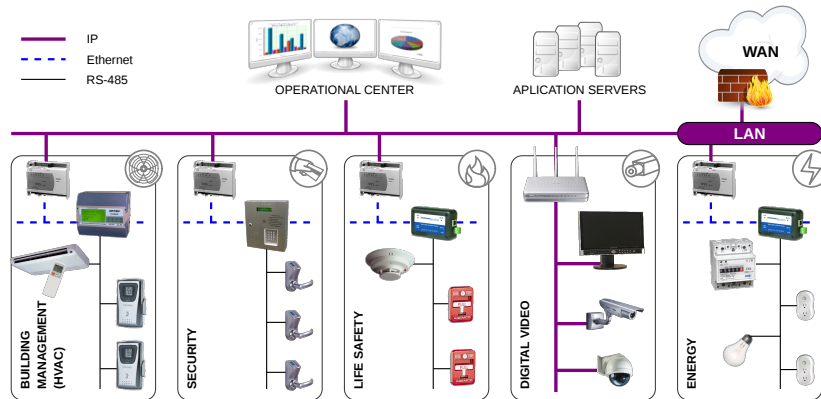 IP
Ethernet
RS-485
OPERATIONAL CENTER
APLICATION SERVERS
WAN
LAN
BUILDING
MANAGEMENT
(HVAC)
SECURITY
LIFE SAFETY
DIGITAL VIDEO
ENERGY